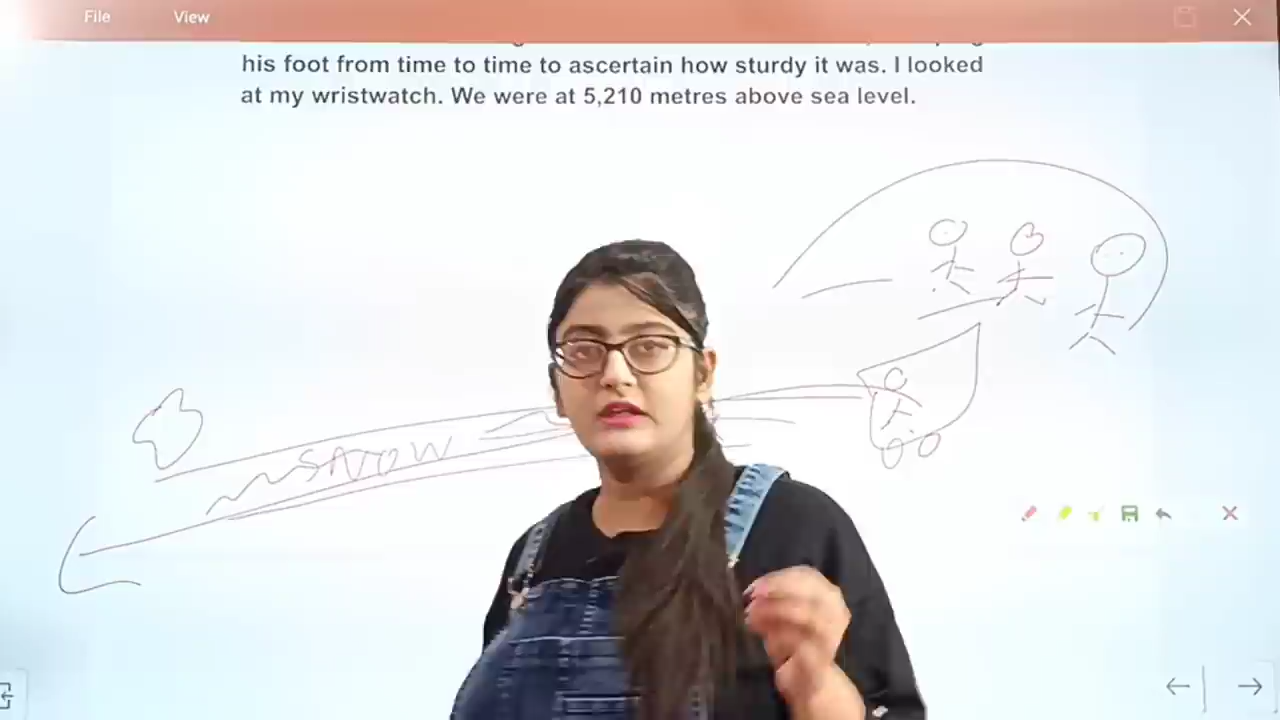 File View
his foot from time to time to ascertain how sturdy it was. I looked
at my wristwatch. We were at 5,210 metres above sea level.
SNOW